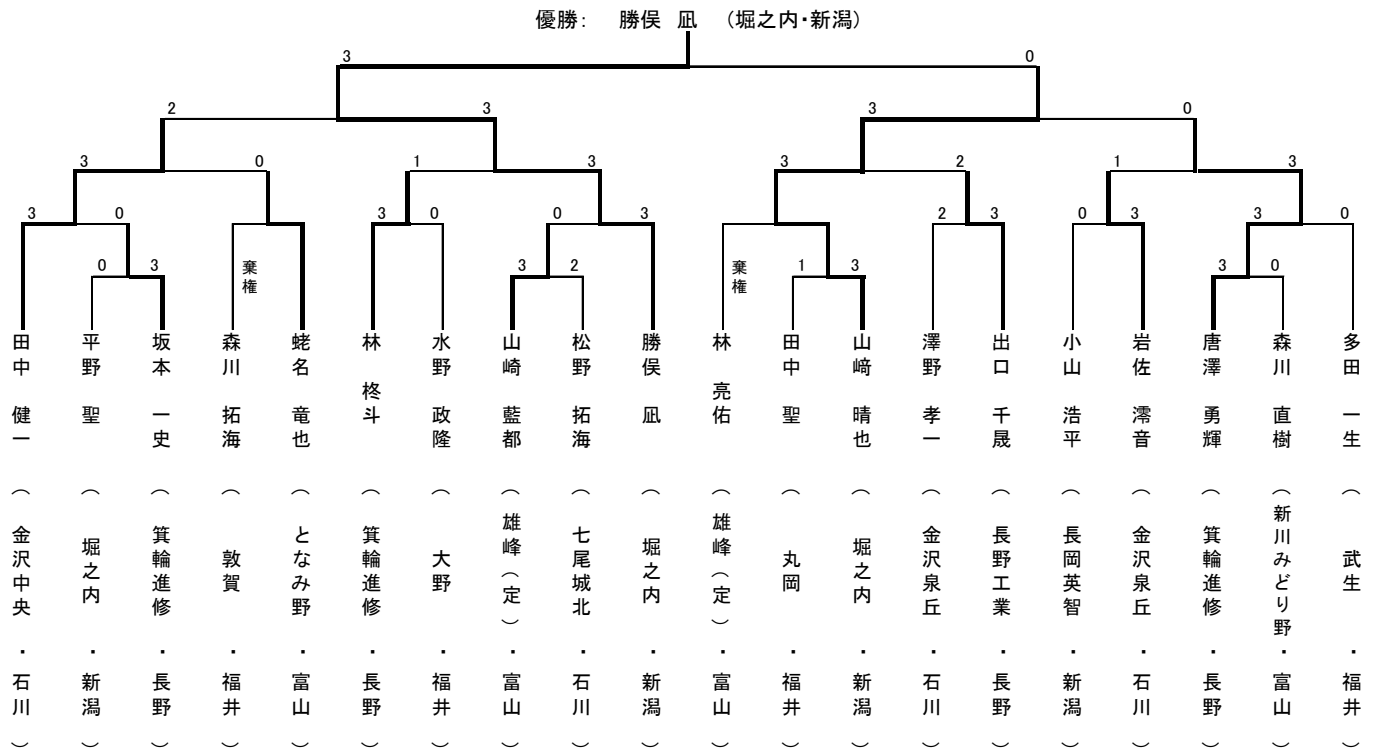 優勝： 勝俣 凪 （堀之内・新潟）
3 0
2 3 3 0
3 0 1 3 3 2 1 3
3 0 3 0 0 3 2 3 0 3 3 0
0 3 棄権 3 2 棄権 1 3 3 0
田中 健一 （金沢中央・石川）
平野 聖 （堀之内・新潟）
坂本 一史 （箕輪進修・長野）
森川 拓海 （敦賀・福井）
蛯名 竜也 （となみ野・富山）
林 柊斗 （箕輪進修・長野）
水野 政隆 （大野・福井）
山崎 藍都 （雄峰（定）・富山）
松野 拓海 （七尾城北・石川）
勝俣 凪 （堀之内・新潟）
林 亮佑 （雄峰（定）・富山）
田中 聖 （丸岡・福井）
山﨑 晴也 （堀之内・新潟）
澤野 孝一 （金沢泉丘・石川）
出口 千晟 （長野工業・長野）
小山 浩平 （長岡英智・新潟）
岩佐 澪音 （金沢泉丘・石川）
唐澤 勇輝 （箕輪進修・長野）
森川 直樹 （新川みどり野・富山）
多田 一生 （武生・福井）